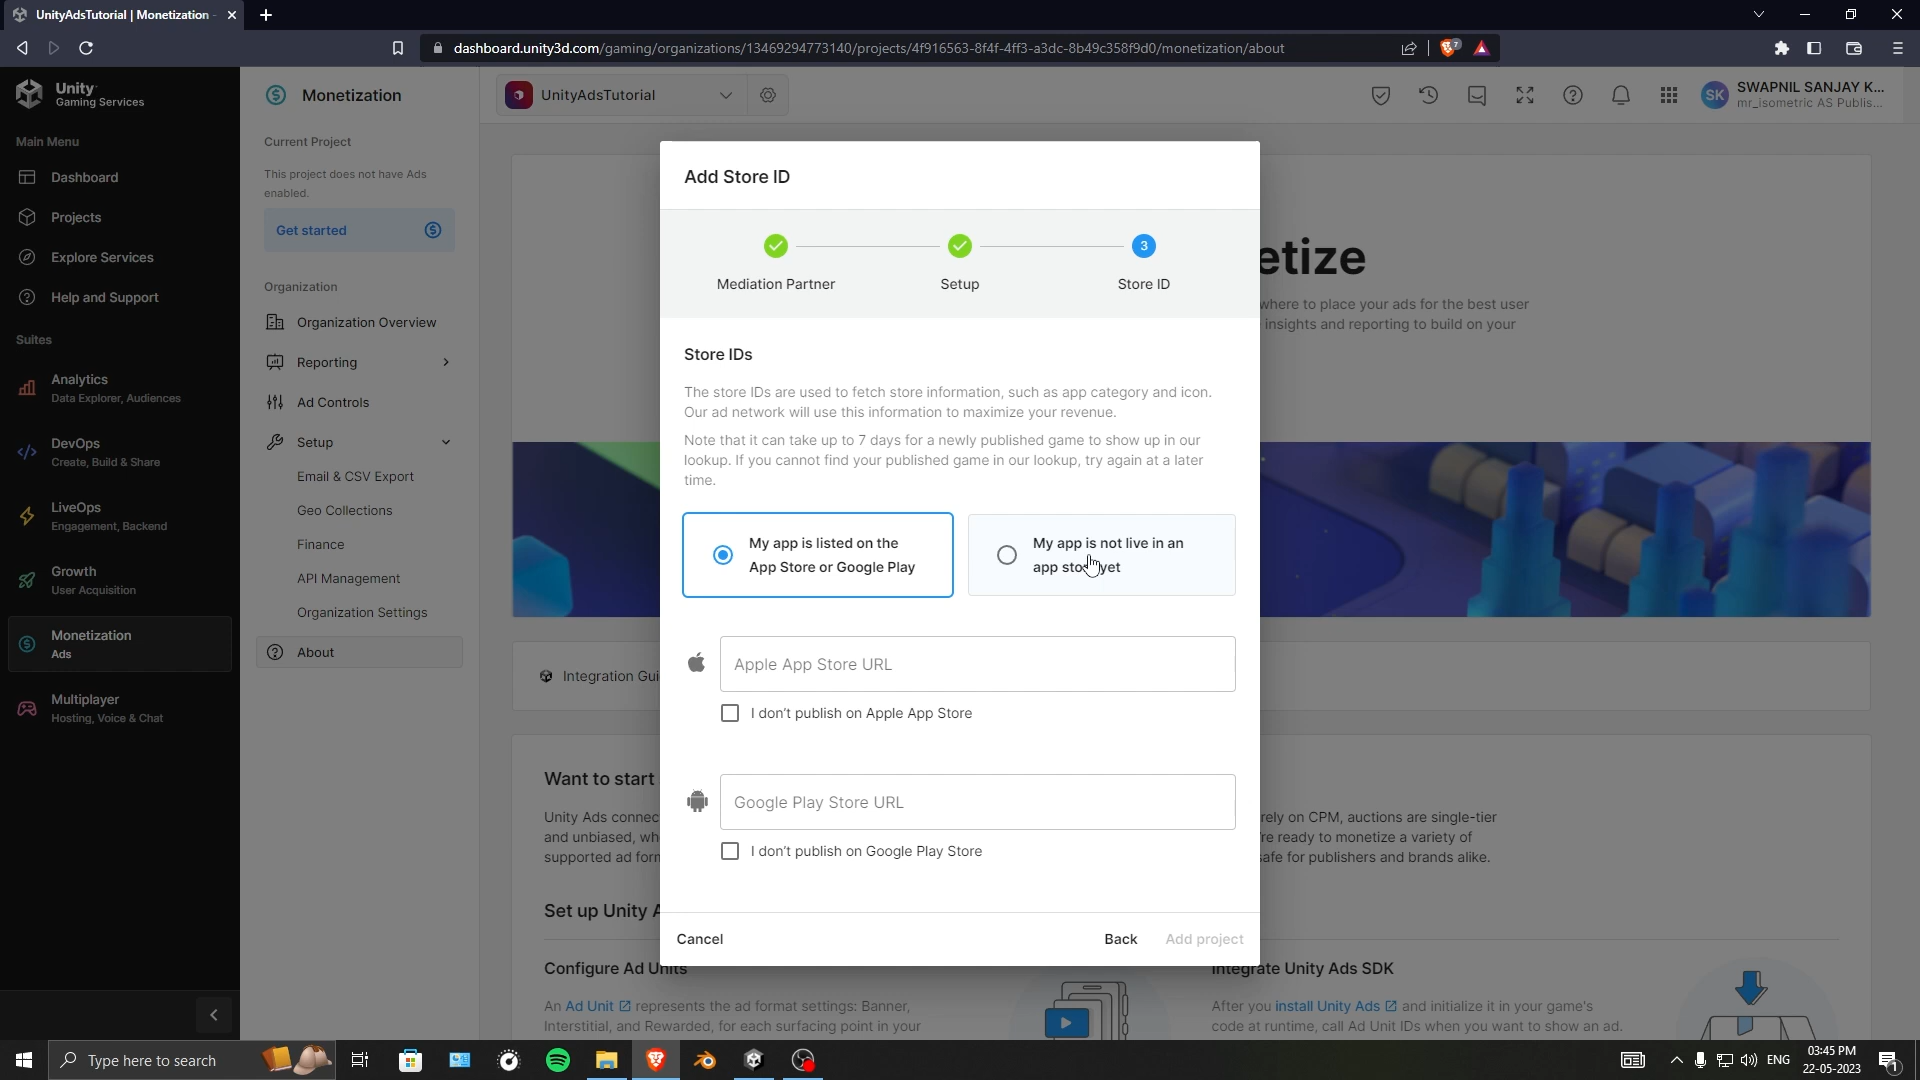 UnityAdsTutorial | Monetization -
dashboard.unity3d.com/gaming/organizations/13469294773140/projects/4f916563-8f4f-4ff3-a3dc-8b49c358f9d0/monetization/about
Unity
Gaming Services
Main Menu
Dashboard
Projects
Explore Services
Help and Support
Suites
Analytics
Data Explorer, Audiences
DevOps
Create, Build & Share
LiveOps
Engagement, Backend
Growth
User Acquisition
Monetization
Ads
Multiplayer
Hosting, Voice & Chat
Monetization
Current Project
This project does not have Ads
enabled.
Get started
Organization
Organization Overview
Reporting
Ad Controls
Setup
Email & CSV Export
Geo Collections
Finance
API Management
Organization Settings
About
UnityAdsTutorial
SK
SWAPNIL SANJAY K...
mr_isometric AS Publis...
Add Store ID
3
Mediation Partner
Setup
Store ID
Store IDs
The store IDs are used to fetch store information, such as app category and icon.
Our ad network will use this information to maximize your revenue.
Note that it can take up to 7 days for a newly published game to show up in our
lookup. If you cannot find your published game in our lookup, try again at a later
time.
My app is listed on the
App Store or Google Play
My app is not live in an
app store yet
Apple App Store URL
I don't publish on Apple App Store
Google Play Store URL
I don't publish on Google Play Store
Cancel
Back
Add project
etize
where to place your ads for the best user
insights and reporting to build on your
Integration Gui
Want to start
Unity Ads connec
and unbiased, wh
supported ad form
rely on CPM, auctions are single-tier
're ready to monetize a variety of
safe for publishers and brands alike.
Set up Unity A
Configure Ad Units
An Ad Unit represents the ad format settings: Banner,
Interstitial, and Rewarded, for each surfacing point in your
Integrate Unity Ads SDK
After you install Unity Ads and initialize it in your game's
code at runtime, call Ad Unit IDs when you want to show an ad.
Type here to search
ENG
03:45 PM
22-05-2023
1